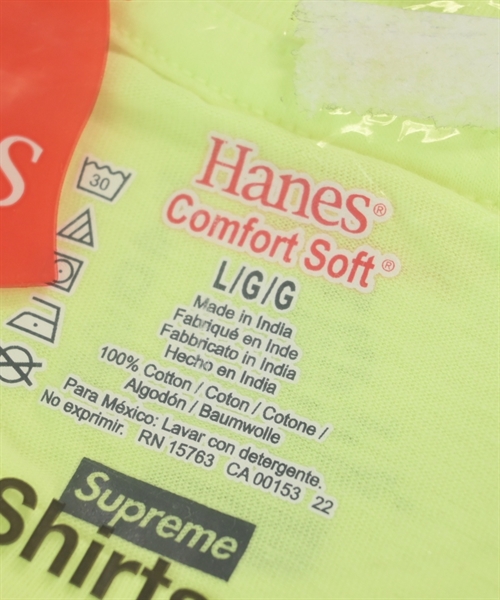 s
30
Hanes®
Comfort Soft®
L/G/G
Made in India
Fabriqué en Inde
Fabbricato in India
Hecho en India
100% Cotton / Coton / Cotone /
Algodón / Baumwolle
Para México: Lavar con detergente.
No exprimir. RN 15763 CA 00153 22
Supreme
Shirts